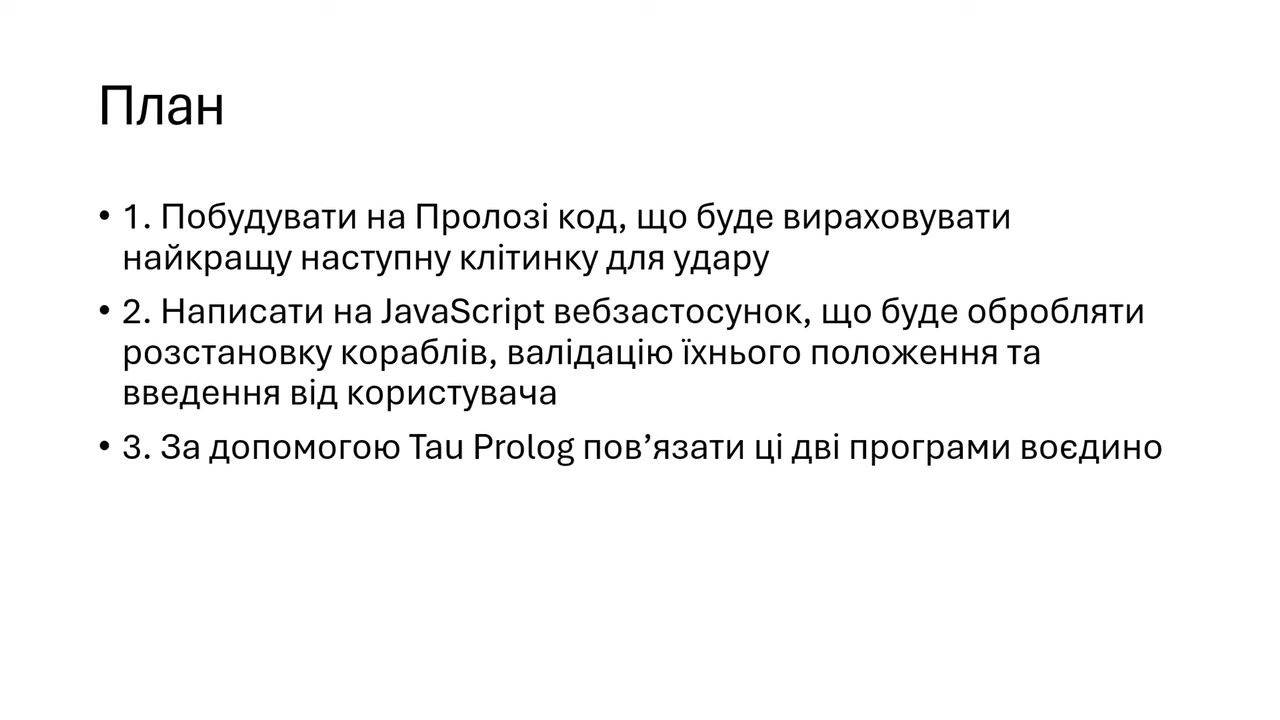 План
• 1. Побудувати на Пролозі код, що буде вираховувати
найкращу наступну клітинку для удару
• 2. Написати на JavaScript вебзастосунок, що буде обробляти
розстановку кораблів, валідацію їхнього положення та
введення від користувача
• 3. За допомогою Tau Prolog пов’язати ці дві програми воєдино